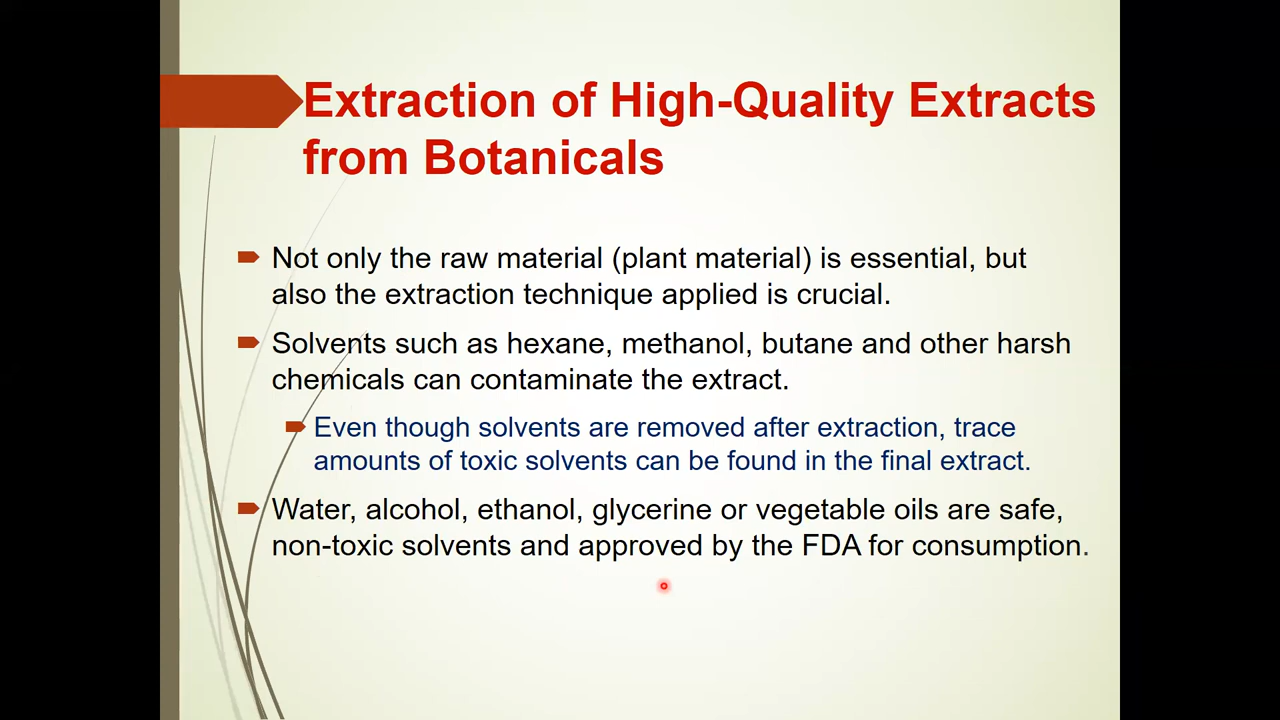 Extraction of High-Quality Extracts
from Botanicals
Not only the raw material (plant material) is essential, but
also the extraction technique applied is crucial.
Solvents such as hexane, methanol, butane and other harsh
chemicals can contaminate the extract.
Even though solvents are removed after extraction, trace
amounts of toxic solvents can be found in the final extract.
Water, alcohol, ethanol, glycerine or vegetable oils are safe,
non-toxic solvents and approved by the FDA for consumption.